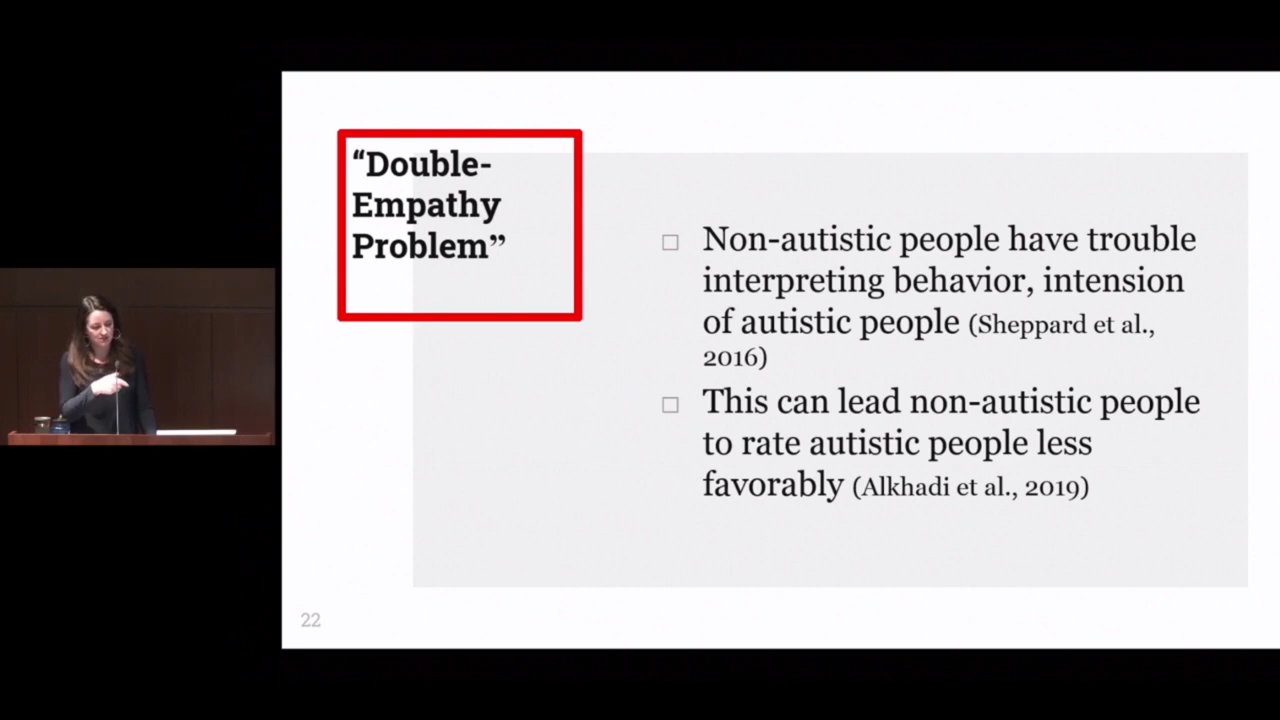 “Double-
Empathy
Problem”
□ Non-autistic people have trouble
interpreting behavior, intension
of autistic people (Sheppard et al.,
2016)
□ This can lead non-autistic people
to rate autistic people less
favorably (Alkhadi et al., 2019)
22